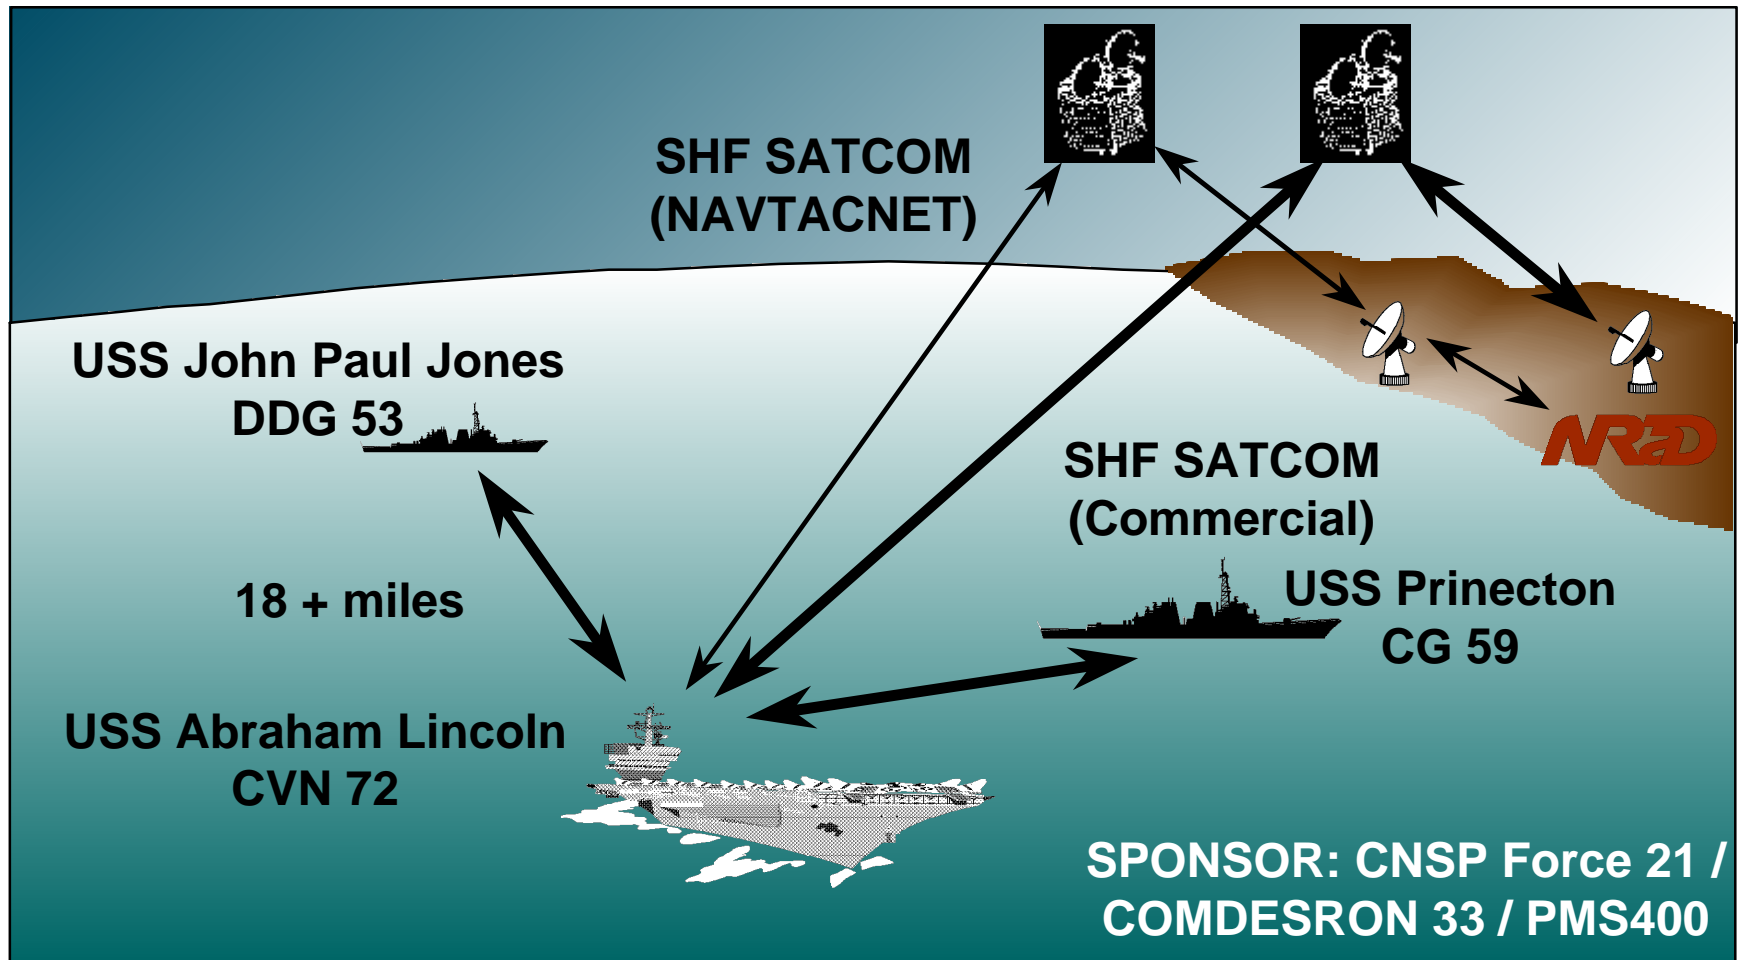 SHF SATCOM
(NAVTACNET)
USS John Paul Jones
DDG 53
NRaD
SHF SATCOM
(Commercial)
18 + miles
USS Prinecton
CG 59
USS Abraham Lincoln
CVN 72
SPONSOR: CNSP Force 21 /
COMDESRON 33 / PMS400